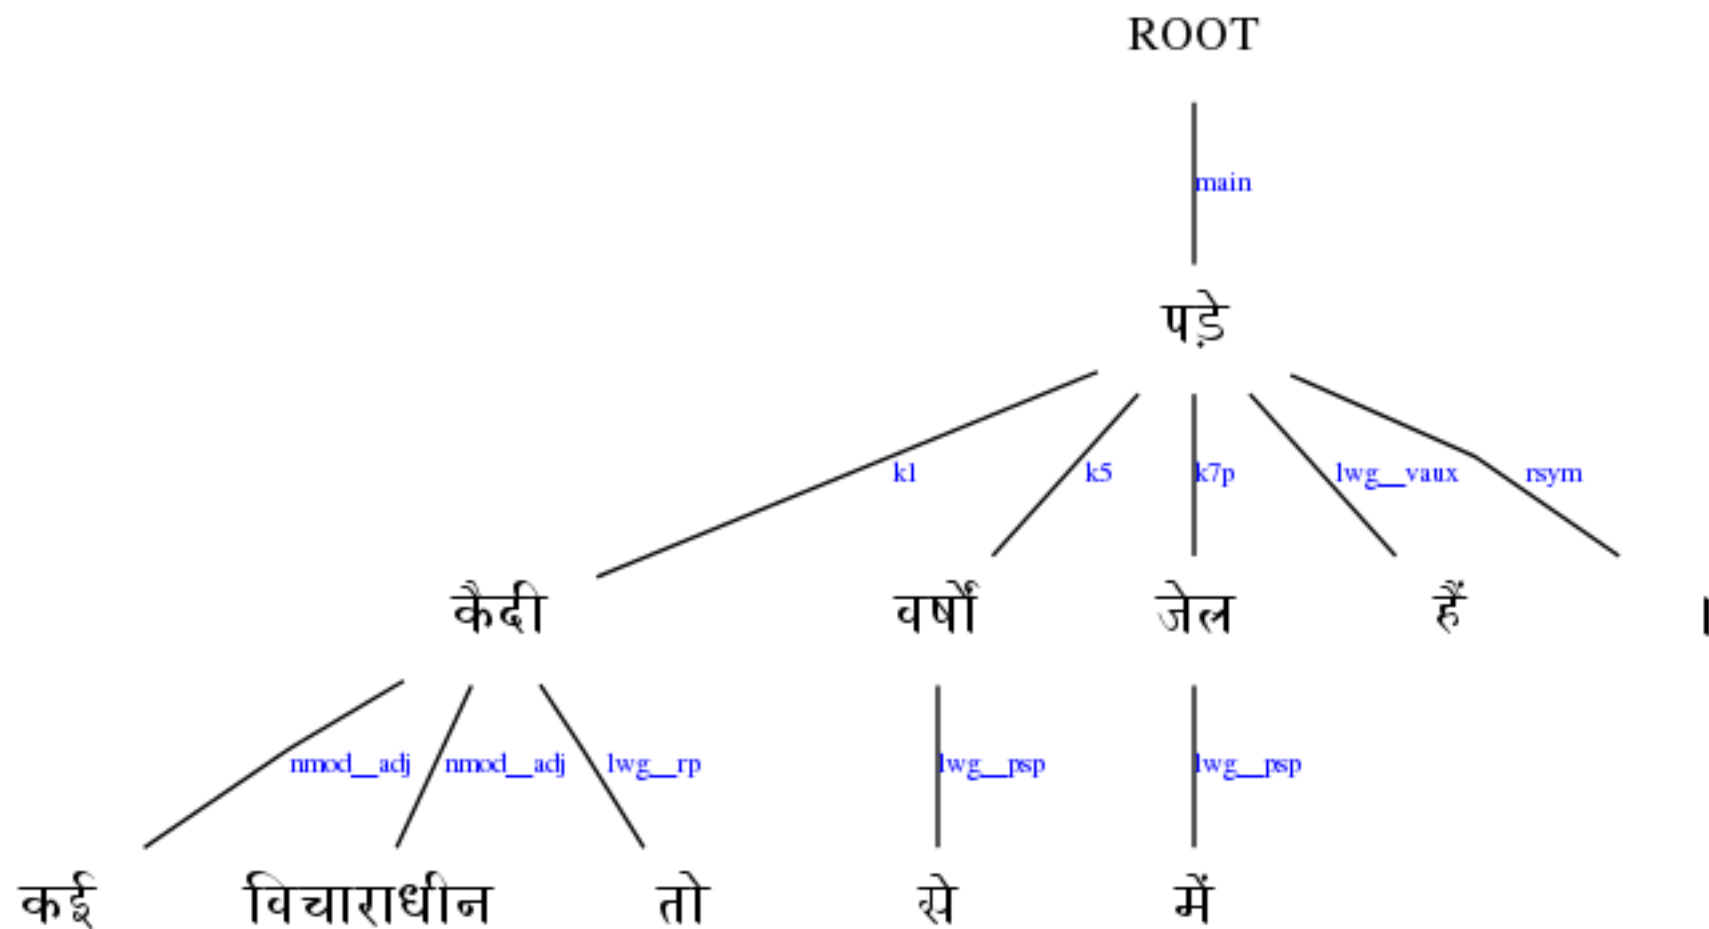 ROOT
main
पड़े
k1 k5 k7p lwg__vaux rsym
कैदी वर्षों जेल हैं ।
nmod__adj nmod__adj lwg__rp lwg__psp lwg__psp
कई विचाराधीन तो से में